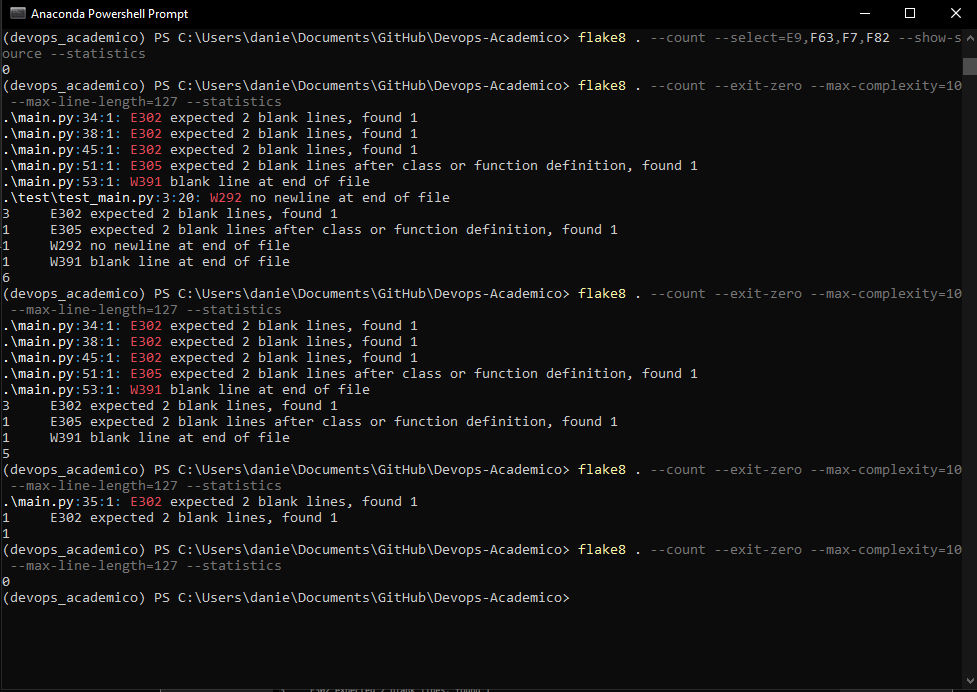 Anaconda Powershell Prompt
(devops_academico) PS C:\Users\danie\Documents\GitHub\Devops-Academico> flake8 . --count --select=E9,F63,F7,F82 --show-s
ource --statistics
0
(devops_academico) PS C:\Users\danie\Documents\GitHub\Devops-Academico> flake8 . --count --exit-zero --max-complexity=10
 --max-line-length=127 --statistics
.\main.py:34:1: E302 expected 2 blank lines, found 1
.\main.py:38:1: E302 expected 2 blank lines, found 1
.\main.py:45:1: E302 expected 2 blank lines, found 1
.\main.py:51:1: E305 expected 2 blank lines after class or function definition, found 1
.\main.py:53:1: W391 blank line at end of file
.\test\test_main.py:3:20: W292 no newline at end of file
3     E302 expected 2 blank lines, found 1
1     E305 expected 2 blank lines after class or function definition, found 1
1     W292 no newline at end of file
1     W391 blank line at end of file
6
(devops_academico) PS C:\Users\danie\Documents\GitHub\Devops-Academico> flake8 . --count --exit-zero --max-complexity=10
 --max-line-length=127 --statistics
.\main.py:34:1: E302 expected 2 blank lines, found 1
.\main.py:38:1: E302 expected 2 blank lines, found 1
.\main.py:45:1: E302 expected 2 blank lines, found 1
.\main.py:51:1: E305 expected 2 blank lines after class or function definition, found 1
.\main.py:53:1: W391 blank line at end of file
3     E302 expected 2 blank lines, found 1
1     E305 expected 2 blank lines after class or function definition, found 1
1     W391 blank line at end of file
5
(devops_academico) PS C:\Users\danie\Documents\GitHub\Devops-Academico> flake8 . --count --exit-zero --max-complexity=10
 --max-line-length=127 --statistics
.\main.py:35:1: E302 expected 2 blank lines, found 1
1     E302 expected 2 blank lines, found 1
1
(devops_academico) PS C:\Users\danie\Documents\GitHub\Devops-Academico> flake8 . --count --exit-zero --max-complexity=10
 --max-line-length=127 --statistics
0
(devops_academico) PS C:\Users\danie\Documents\GitHub\Devops-Academico>